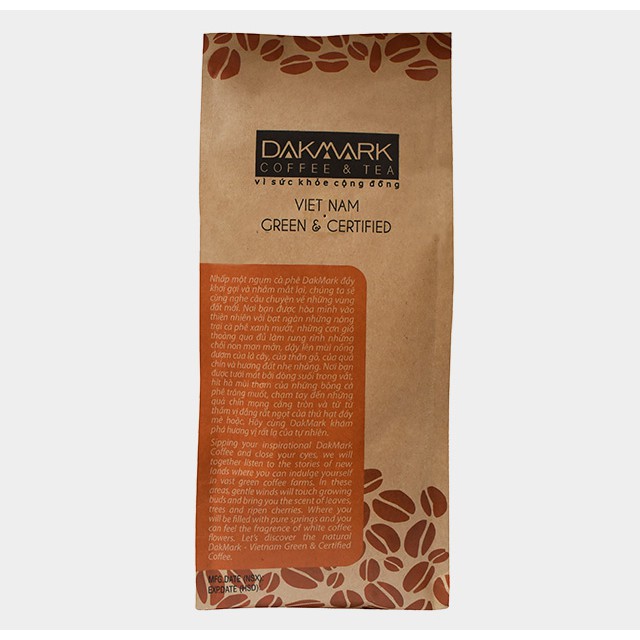 DAKMARK
COFFEE & TEA
vì sức khỏe cộng đồng
VIET NAM
GREEN & CERTIFIED
Nhấp một ngụm cà phê DakMark đầy
khơi gợi và nhắm mắt lại, chúng ta sẽ
cùng nghe câu chuyện về những vùng
đất mới. Nơi bạn được hòa mình vào
thiên nhiên với bạt ngàn những nông
trại cà phê xanh mướt, những cơn gió
thoảng qua đủ làm rung rinh những
chồi non mơn mởn, dậy lên mùi nồng
đượm của lá cây, của thân gỗ, của quả
chín và hương đất nhẹ nhàng. Nơi bạn
được tưới mát bởi dòng suối trong vắt,
hít hà mùi thơm của những bông cà
phê trắng muốt, chạm tay đến những
quả chín mọng căng tròn và từ từ
thấm vị đắng rất ngọt của thứ hạt đầy
mê hoặc. Hãy cùng DakMark khám
phá hương vị rất lạ của tự nhiên.
Sipping your inspirational DakMark
Coffee and close your eyes, we will
together listen to the stories of new
lands where you can indulge yourself
in vast green coffee farms. In these
areas, gentle winds will touch growing
buds and bring you the scent of leaves,
trees and ripen cherries. Where you
will be filled with pure springs and you
can feel the fragrence of white coffee
flowers. Let's discover the natural
DakMark - Vietnam Green & Certified
Coffee.
MFG.DATE (NSX):
EXP.DATE (HSD):